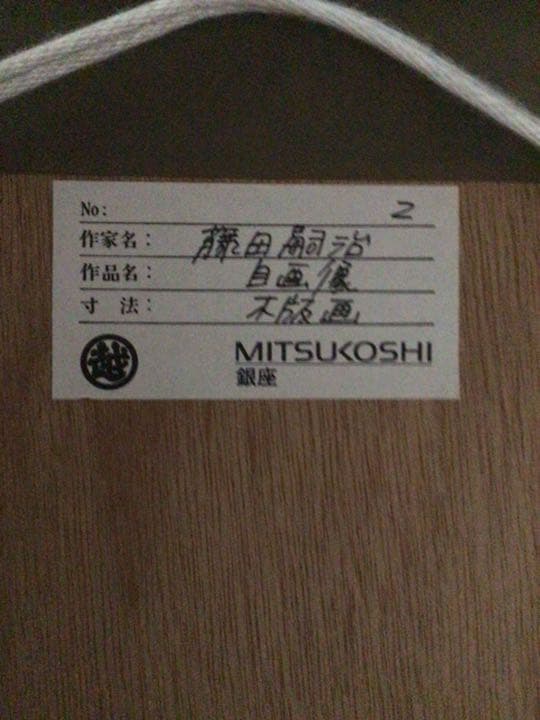 No: 2
作家名： 藤田嗣治
作品名： 自画像
寸 法： 木版画
越 MITSUKOSHI
銀座